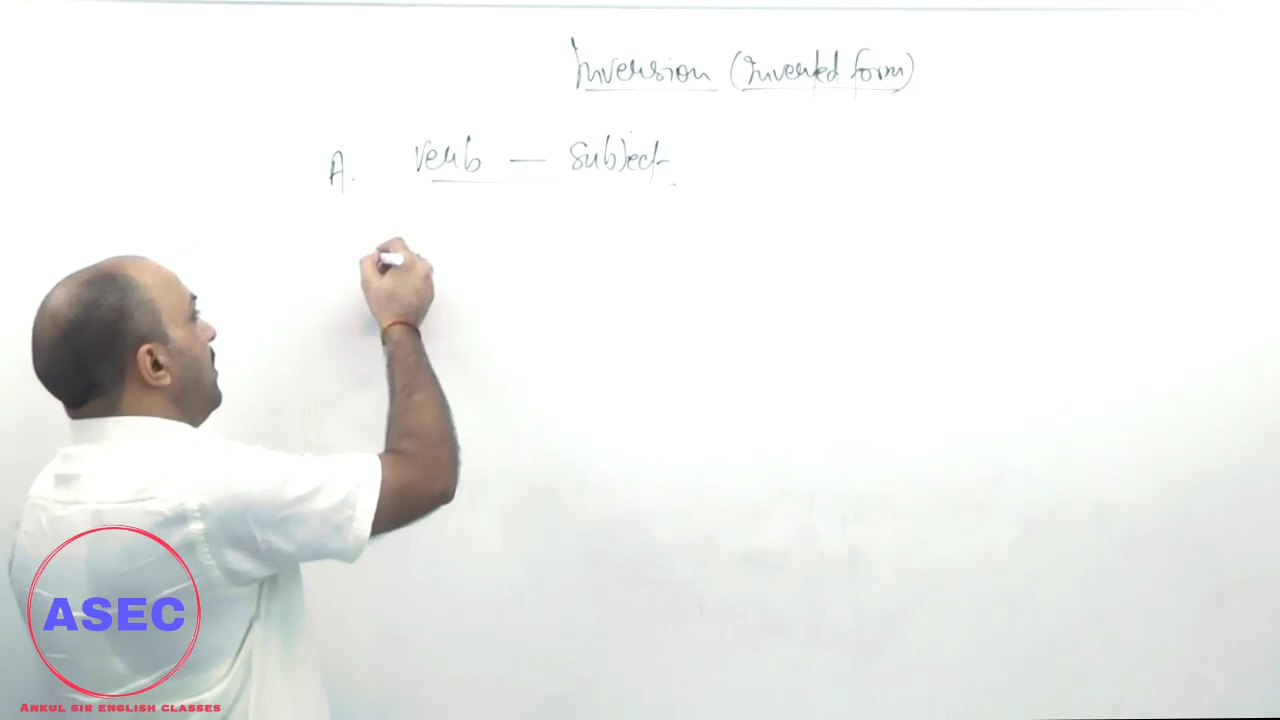 Inversion (Inverted form)
A. Verb — Subject
ASEC
ANKUL SIR ENGLISH CLASSES